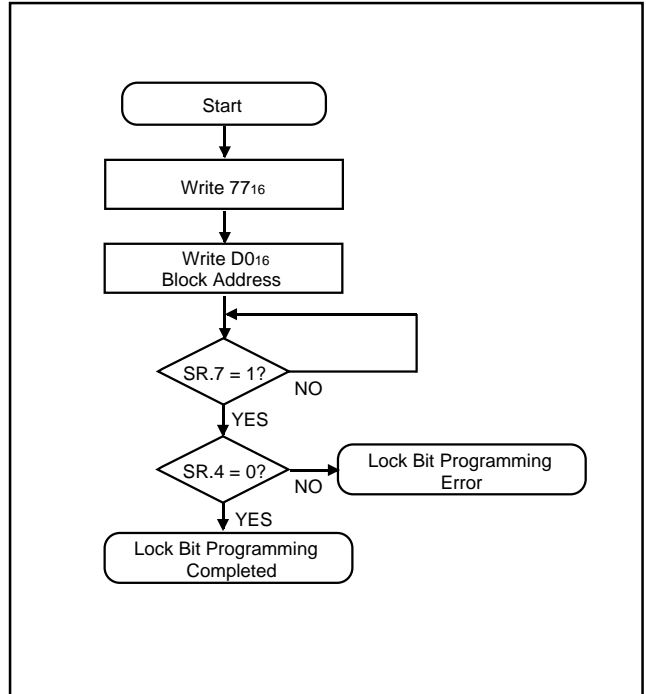 Start
Write 77₁₆
Write D0₁₆
Block Address
SR.7 = 1?
NO
YES
SR.4 = 0?
NO
Lock Bit Programming
Error
YES
Lock Bit Programming
Completed